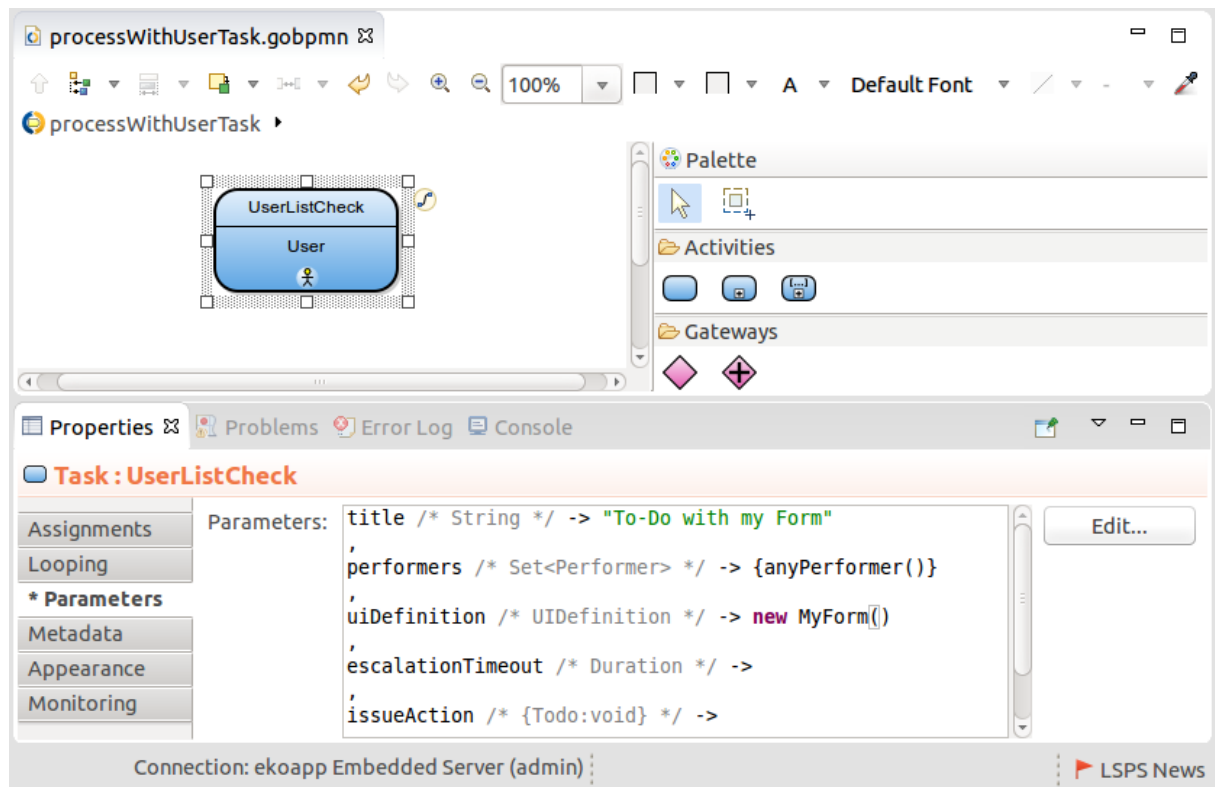 processWithUserTask.gobpmn
100%
A
Default Font
processWithUserTask
Palette
UserListCheck
User
Activities
Gateways
Properties
Problems
Error Log
Console
Task : UserListCheck
Assignments
Looping
* Parameters
Metadata
Appearance
Monitoring
Parameters:
title /* String */ -> "To-Do with my Form"
,
performers /* Set<Performer> */ -> {anyPerformer()}
,
uiDefinition /* UIDefinition */ -> new MyForm()
,
escalationTimeout /* Duration */ ->
,
issueAction /* {Todo:void} */ ->
Edit...
Connection: ekoapp Embedded Server (admin)
LSPS News